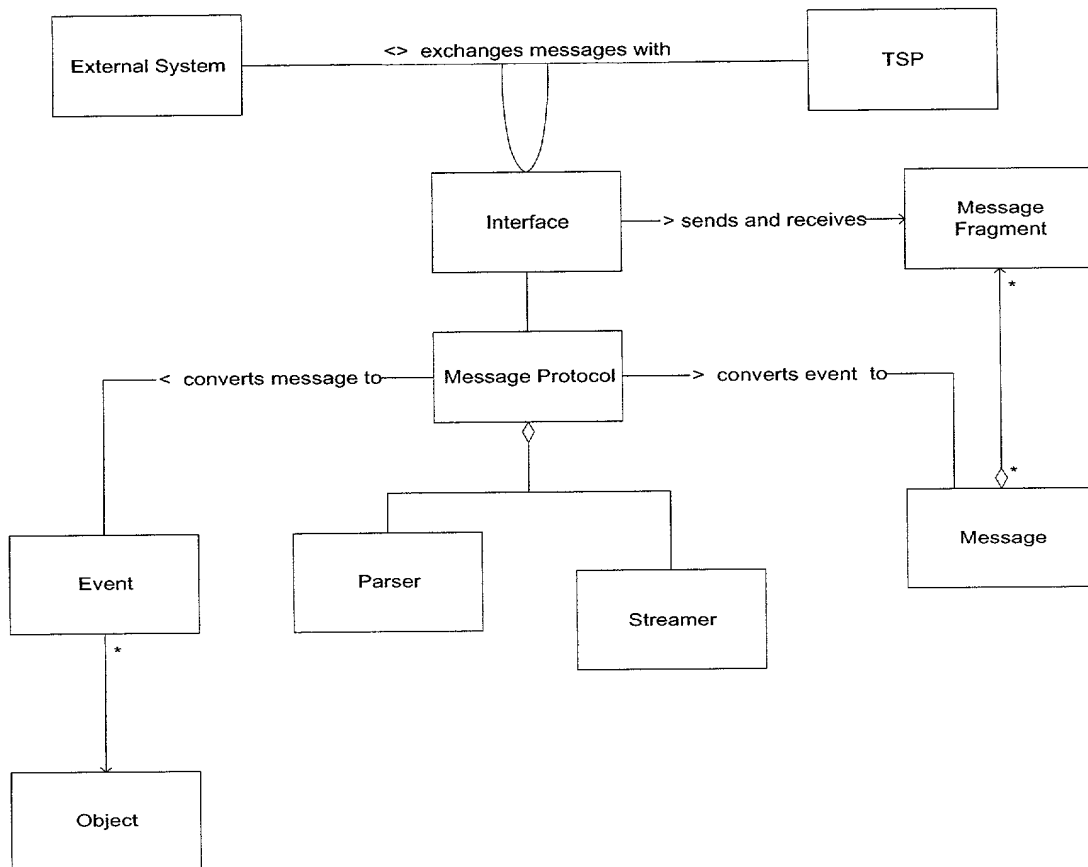 External System
<> exchanges messages with
TSP
Interface
> sends and receives
Message
Fragment
*
< converts message to
Message Protocol
> converts event to
*
Message
Event
Parser
Streamer
*
Object